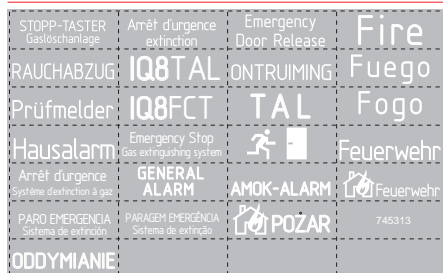 STOPP-TASTER
Gaslöschanlage
Arrêt d'urgence
extinction
Emergency
Door Release
Fire
RAUCHABZUG
IQ8TAL
ONTRUIMING
Fuego
Prüfmelder
IQ8FCT
TAL
Fogo
Hausalarm
Emergency Stop
Gas extinguishing system
Feuerwehr
Arrêt d'urgence
Système d'extinction à gaz
GENERAL
ALARM
AMOK-ALARM
Feuerwehr
PARO EMERGENCIA
Sistema de extinción
PARAGEM EMERGÊNCIA
Sistema de extinção
POŻAR
745313
ODDYMIANIE